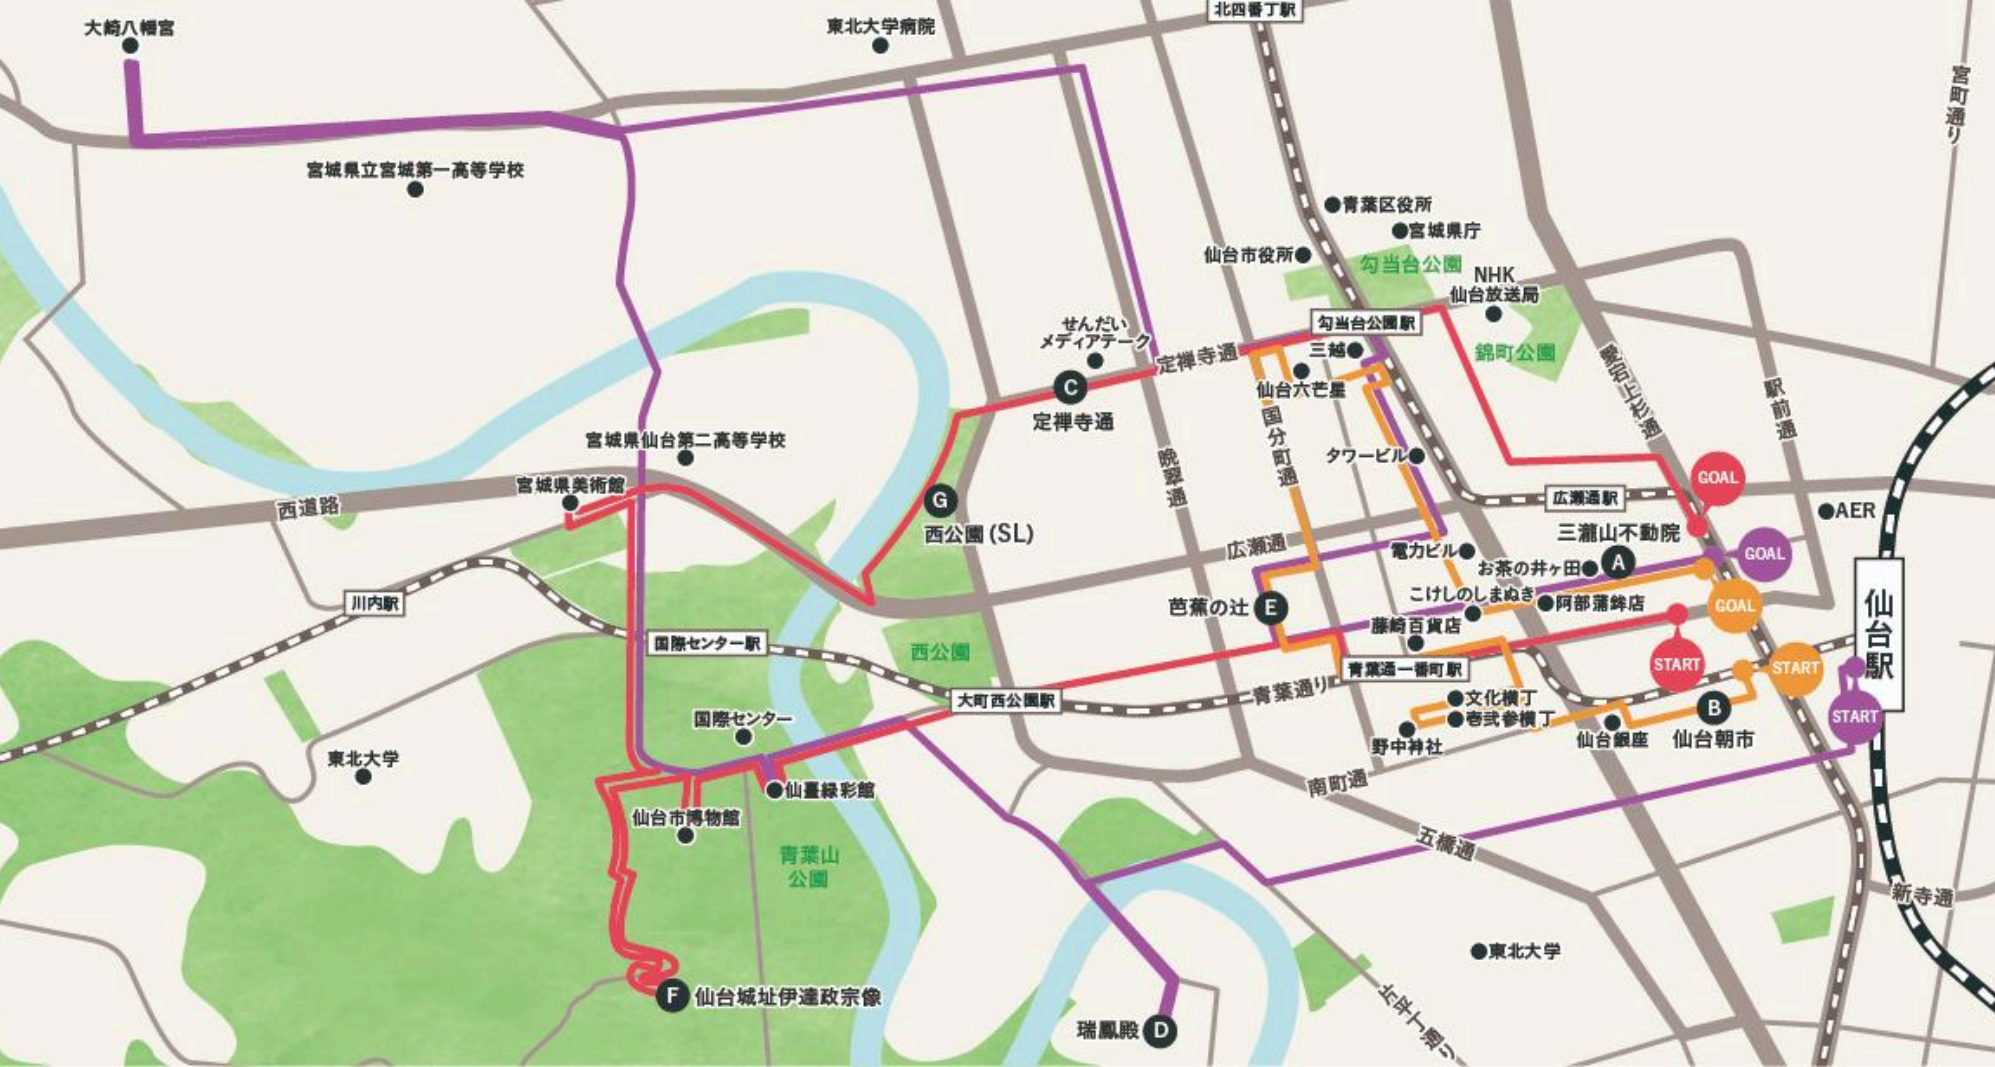 北四番丁駅
大崎八幡宮
東北大学病院
宮町通り
宮城県立宮城第一高等学校
青葉区役所
宮城県庁
仙台市役所
勾当台公園
NHK
仙台放送局
せんだい
メディアテーク
勾当台公園駅
定禅寺通
三越
錦町公園
愛宕上杉通
駅前通
C
定禅寺通
仙台六芒星
国分町通
晩翠通
タワービル
宮城県仙台第二高等学校
宮城県美術館
西道路
G
西公園(SL)
GOAL
広瀬通駅
AER
三瀧山不動院
広瀬通
電力ビル
お茶の井ヶ田
A
GOAL
川内駅
芭蕉の辻
E
こけしのしまぬき
阿部蒲鉾店
GOAL
仙台駅
国際センター駅
西公園
藤崎百貨店
青葉通一番町駅
START
START
大町西公園駅
青葉通り
文化横丁
壱弐参横丁
B
START
国際センター
野中神社
仙台銀座
仙台朝市
東北大学
仙臺緑彩館
南町通
仙台市博物館
五橋通
青葉山
公園
新寺通
東北大学
F
仙台城址伊達政宗像
瑞鳳殿
D
片平丁通り